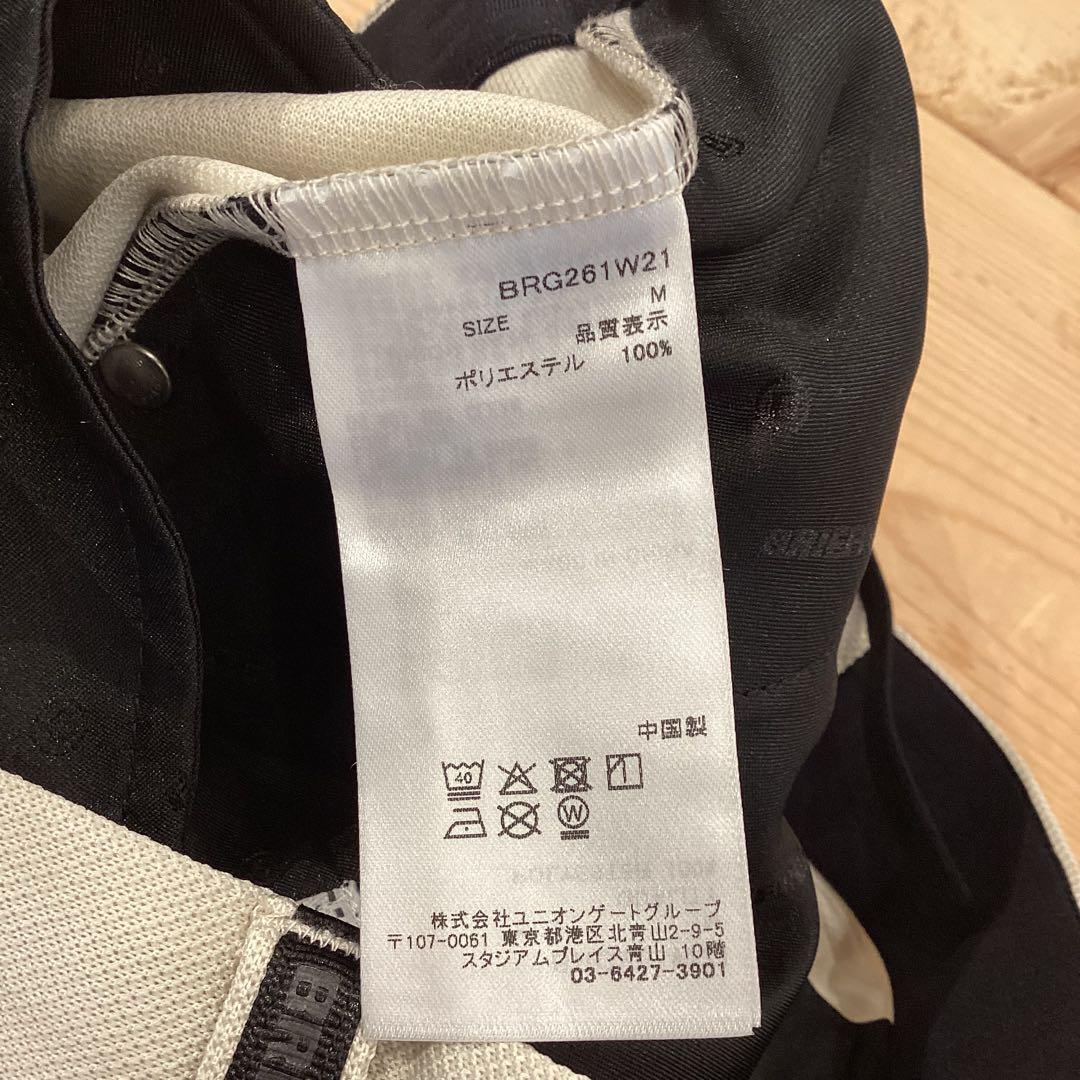 BRG261W21
SIZE M
品質表示
ポリエステル 100%
中国製
40
W
株式会社ユニオンゲートグループ
〒107-0061 東京都港区北青山2-9-5
スタジアムプレイス青山 10階
03-6427-3901